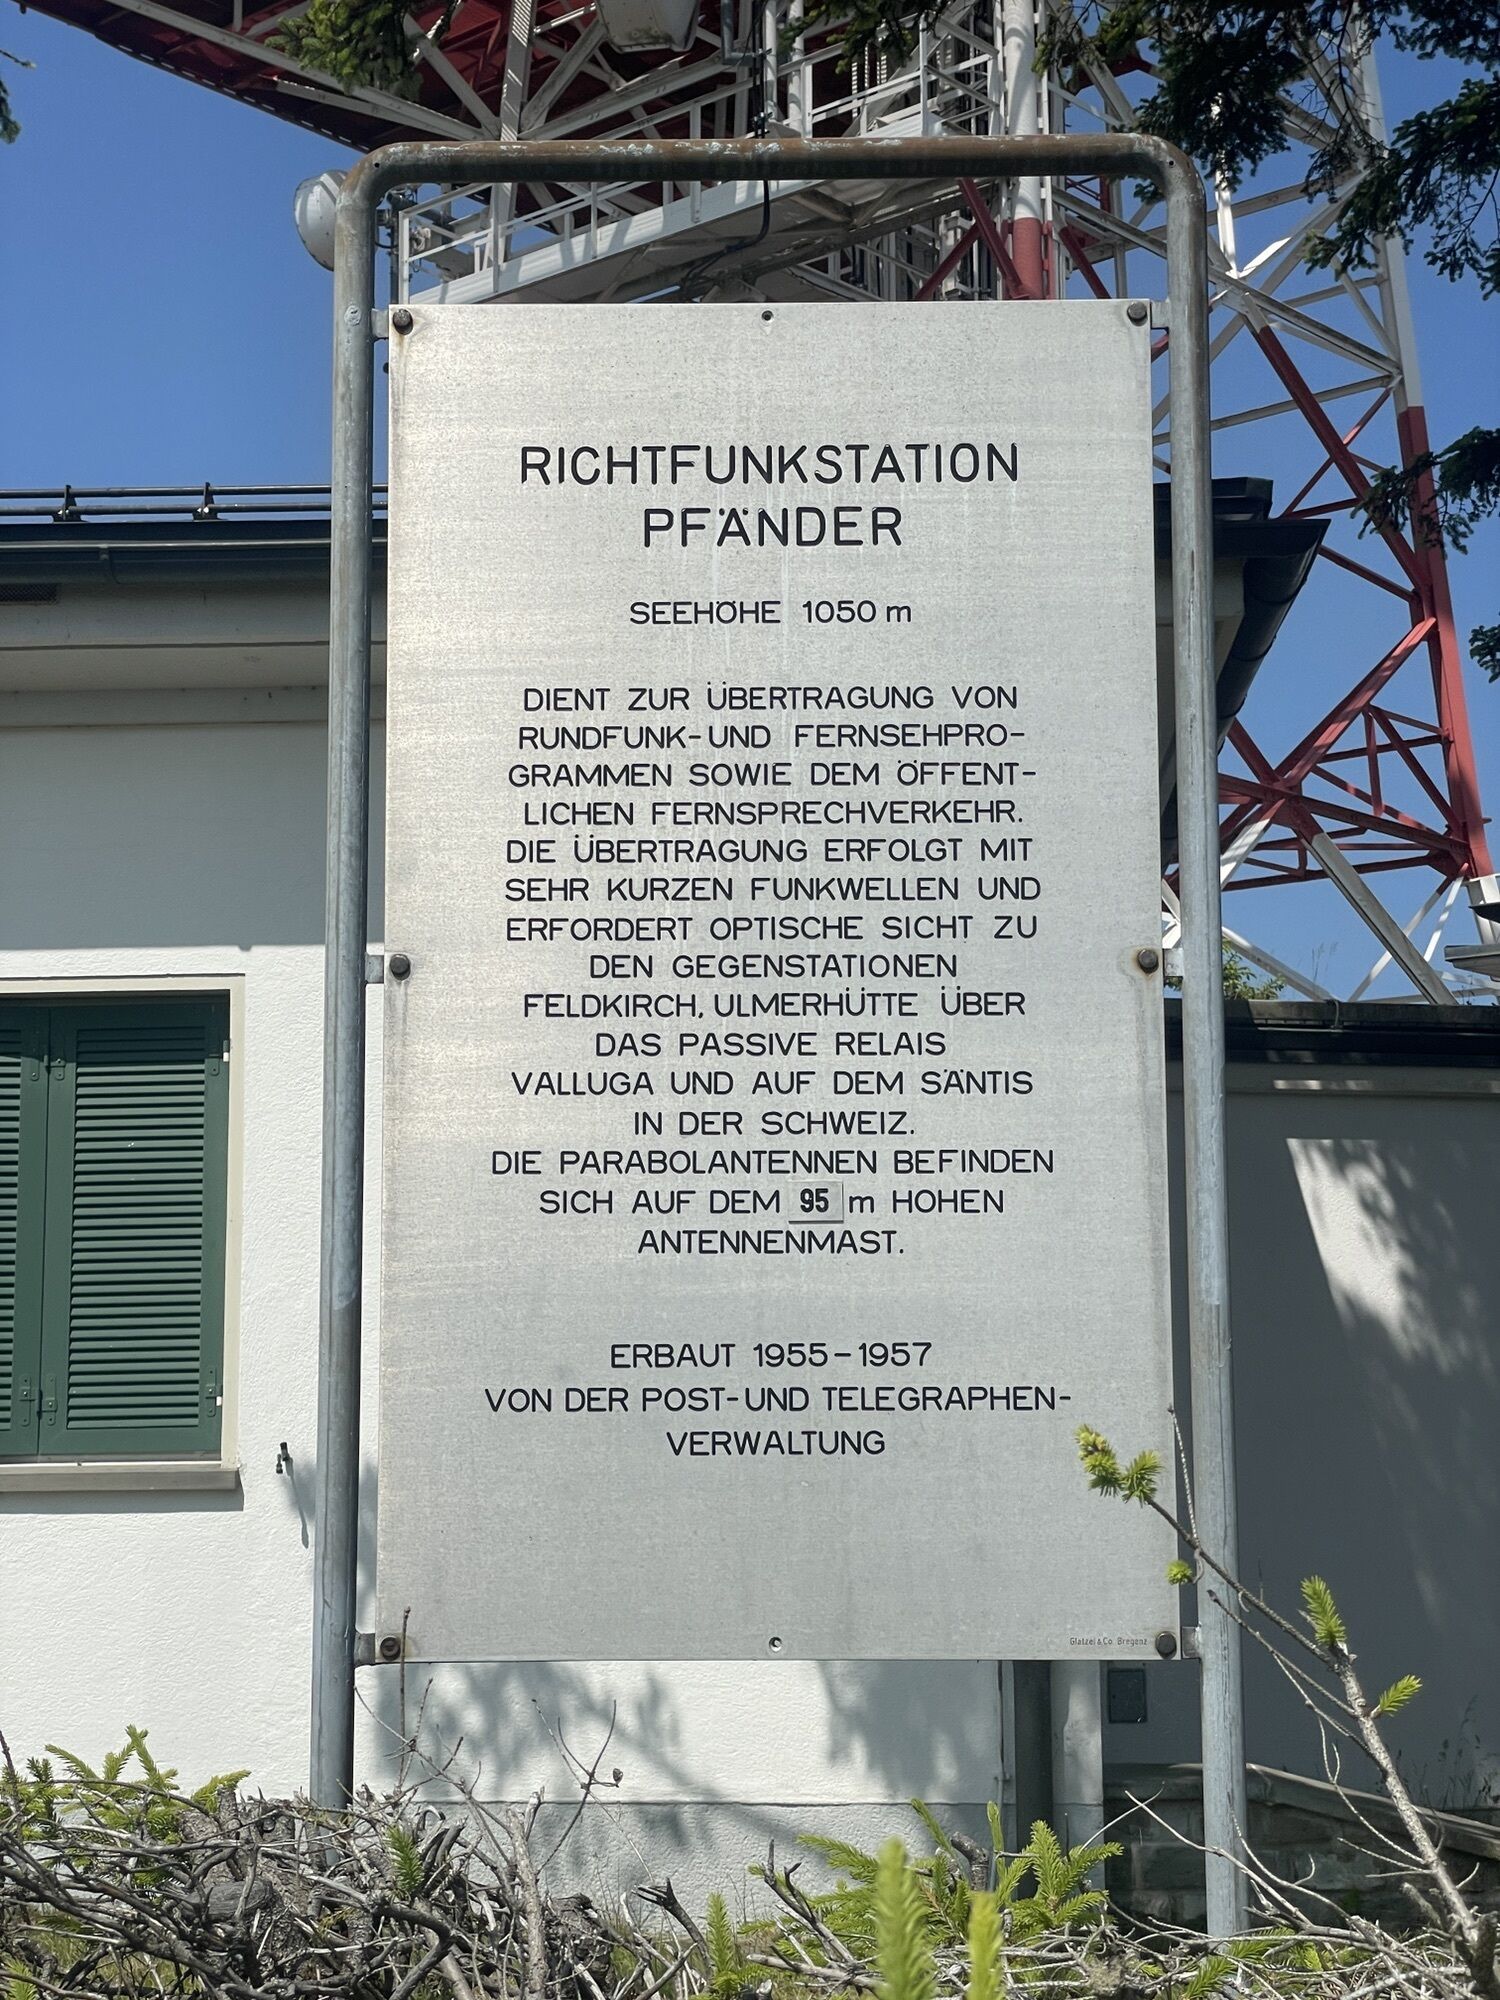 RICHTFUNKSTATION
PFÄNDER
SEEHÖHE 1050 m
DIENT ZUR ÜBERTRAGUNG VON
RUNDFUNK-UND FERNSEHPRO-
GRAMMEN SOWIE DEM ÖFFENT-
LICHEN FERNSPRECHVERKEHR.
DIE ÜBERTRAGUNG ERFOLGT MIT
SEHR KURZEN FUNKWELLEN UND
ERFORDERT OPTISCHE SICHT ZU
DEN GEGENSTATIONEN
FELDKIRCH, ULMERHÜTTE ÜBER
DAS PASSIVE RELAIS
VALLUGA UND AUF DEM SÄNTIS
IN DER SCHWEIZ.
DIE PARABOLANTENNEN BEFINDEN
SICH AUF DEM 95 m HOHEN
ANTENNENMAST.
ERBAUT 1955-1957
VON DER POST-UND TELEGRAPHEN-
VERWALTUNG
Glatzel & Co. Bregenz